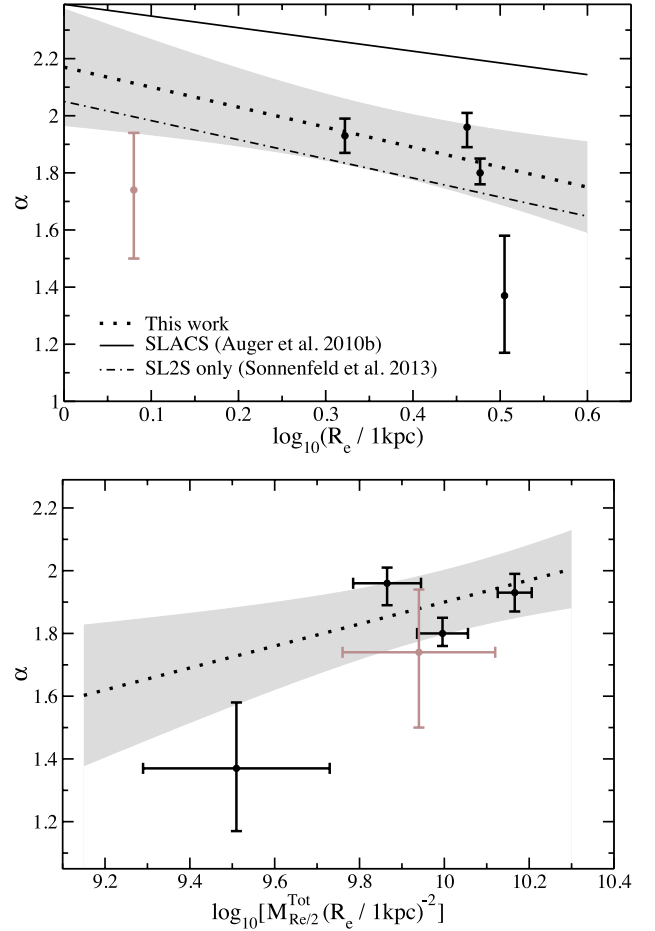 2.2
2
1.8
α
1.6
1.4
1.2
1
This work
SLACS (Auger et al. 2010b)
SL2S only (Sonnenfeld et al. 2013)
0 0.1 0.2 0.3 0.4 0.5 0.6
log₁₀(Rₑ / 1kpc)
2.2
2
1.8
α
1.6
1.4
1.2
9.2 9.4 9.6 9.8 10 10.2 10.4
log₁₀[M^Tot_Re/2 (Rₑ / 1kpc)⁻²]